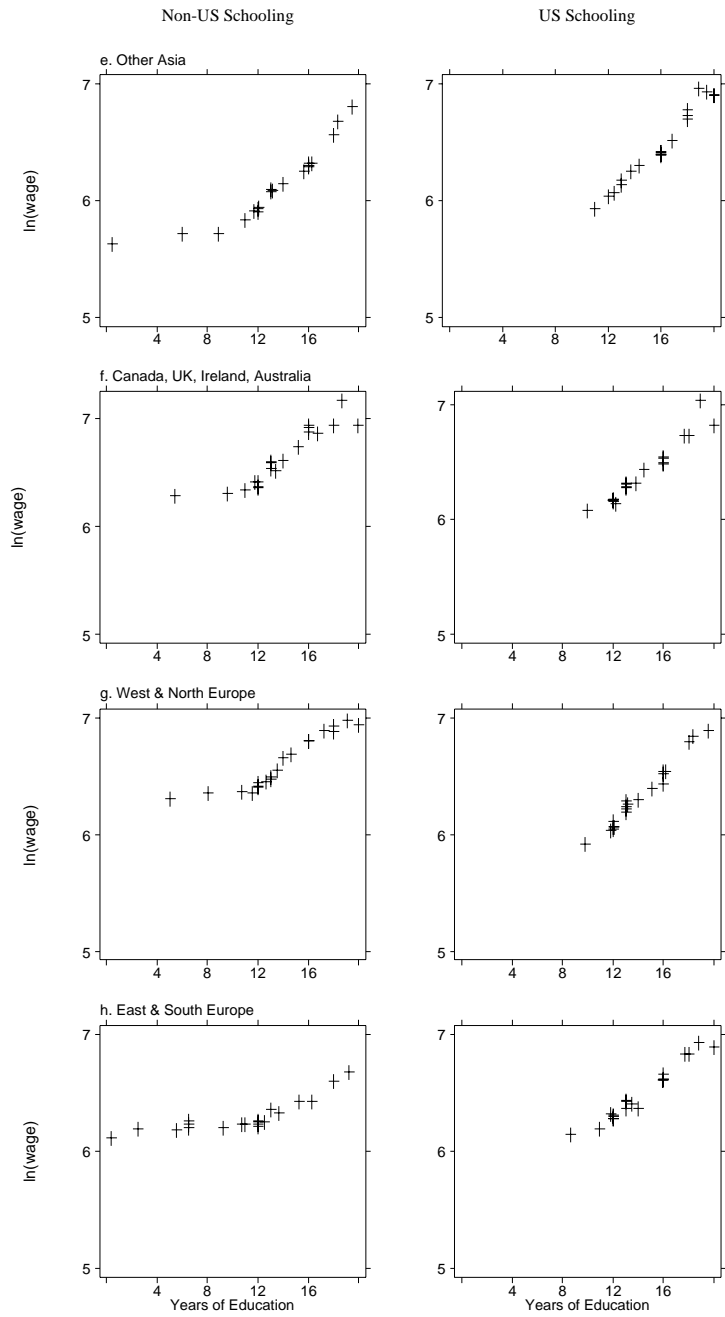 Non-US Schooling US Schooling
e. Other Asia
7 7
ln(wage)
6 6
5 5
4 8 12 16 4 8 12 16
f. Canada, UK, Ireland, Australia
7 7
ln(wage)
6 6
5 5
4 8 12 16 4 8 12 16
g. West & North Europe
7 7
ln(wage)
6 6
5 5
4 8 12 16 4 8 12 16
h. East & South Europe
7 7
ln(wage)
6 6
5 5
4 8 12 16 4 8 12 16
Years of Education Years of Education